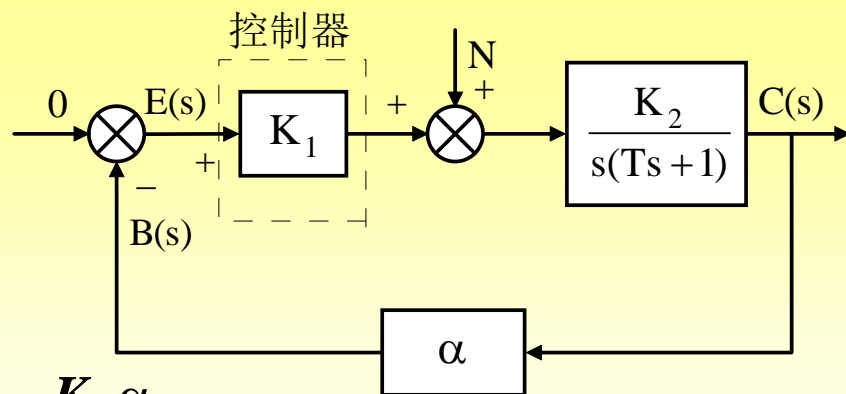 控制器
N
0
E(s)
+
K₁
+
+
K₂
s(Ts + 1)
C(s)
−
B(s)
α
K α